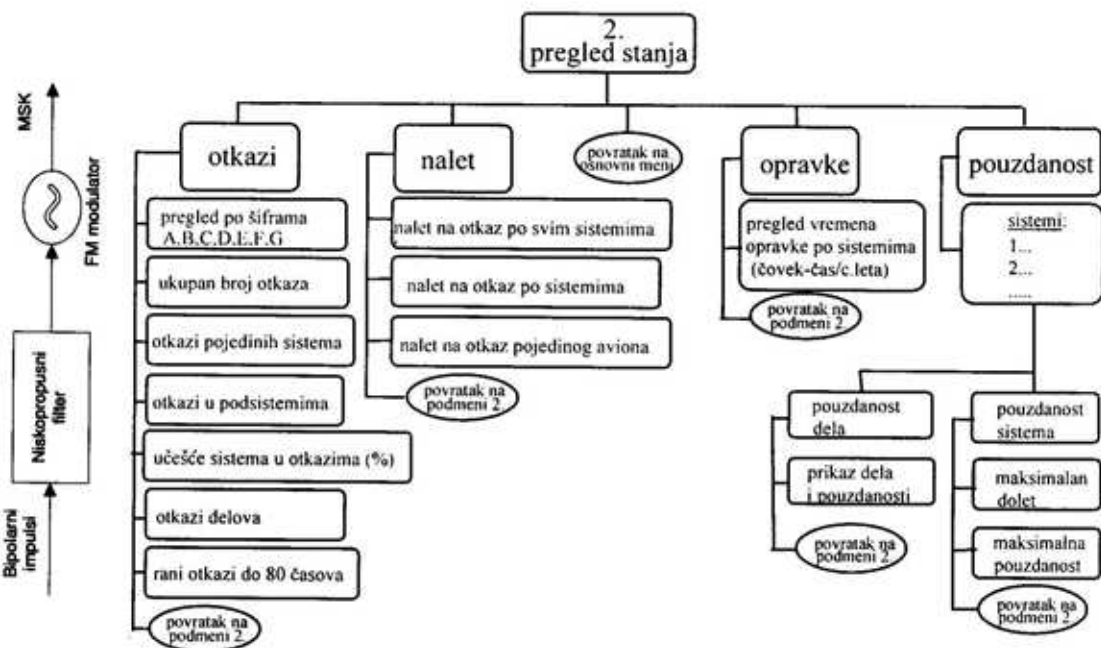 2.
pregled stanja
MSK
FM modulator
Niskopropusni
filter
Bipolarni
impulsi
otkazi
pregled po šiframa
A.B.C.D.E.F.G
ukupan broj otkaza
otkazi pojedinih sistema
otkazi u podsistemima
učešće sistema u otkazima (%)
otkazi delova
rani otkazi do 80 časova
povratak na
podmeni 2.
nalet
nalet na otkaz po svim sistemima
nalet na otkaz po sistemima
nalet na otkaz pojedinog aviona
povratak na
podmeni 2.
povratak na
osnovni meni
opravke
pregled vremena
opravke po sistemima
(čovek-čas/c.leta)
povratak na
podmeni 2.
pouzdanost
sistemi:
1...
2...
.....
pouzdanost
dela
prikaz dela
i pouzdanosti
povratak na
podmeni 2
pouzdanost
sistema
maksimalan
dolet
maksimalna
pouzdanost
povratak na
podmeni 2